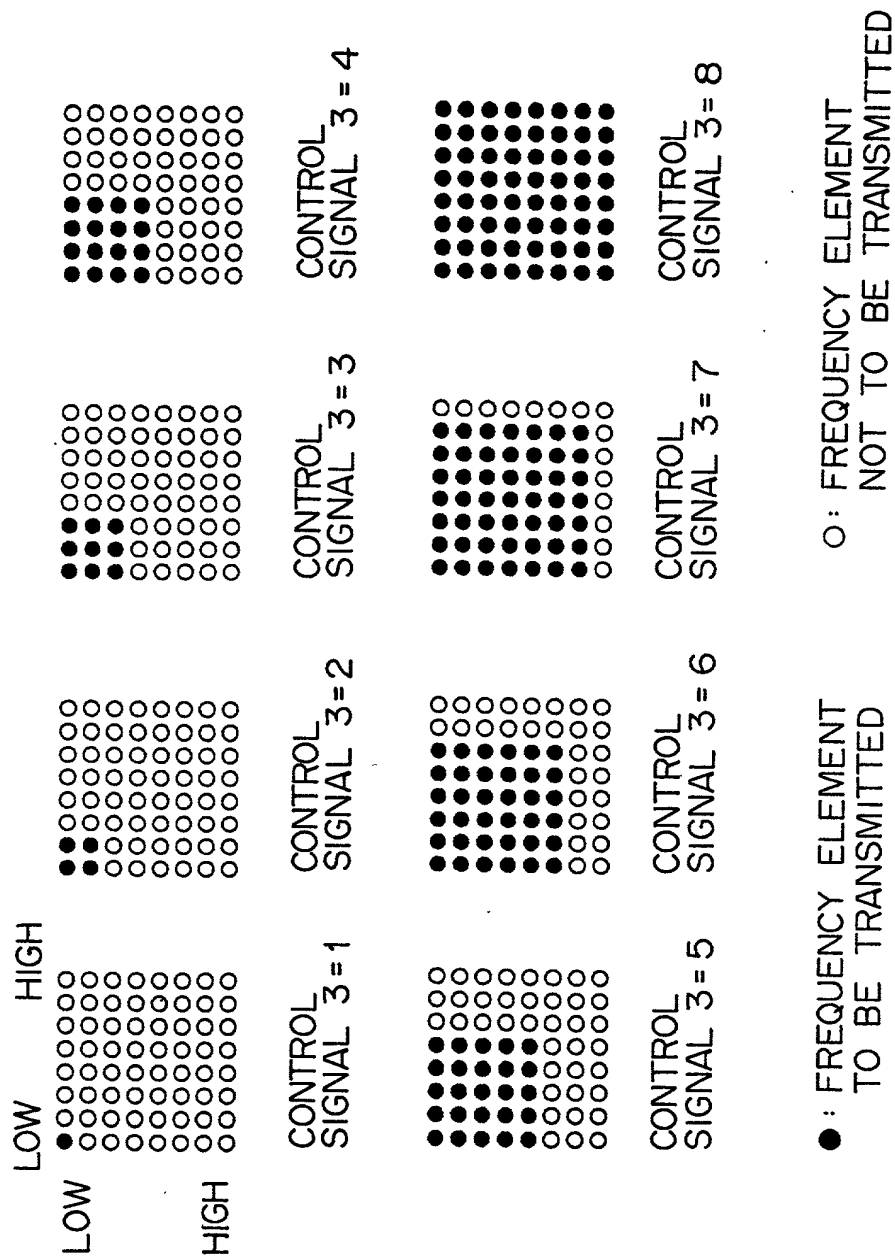 LOW HIGH
LOW
HIGH
CONTROL
SIGNAL 3=1
CONTROL
SIGNAL 3=2
CONTROL
SIGNAL 3=3
CONTROL
SIGNAL 3=4
CONTROL
SIGNAL 3=5
CONTROL
SIGNAL 3=6
CONTROL
SIGNAL 3=7
CONTROL
SIGNAL 3=8
●: FREQUENCY ELEMENT
TO BE TRANSMITTED
○: FREQUENCY ELEMENT
NOT TO BE TRANSMITTED